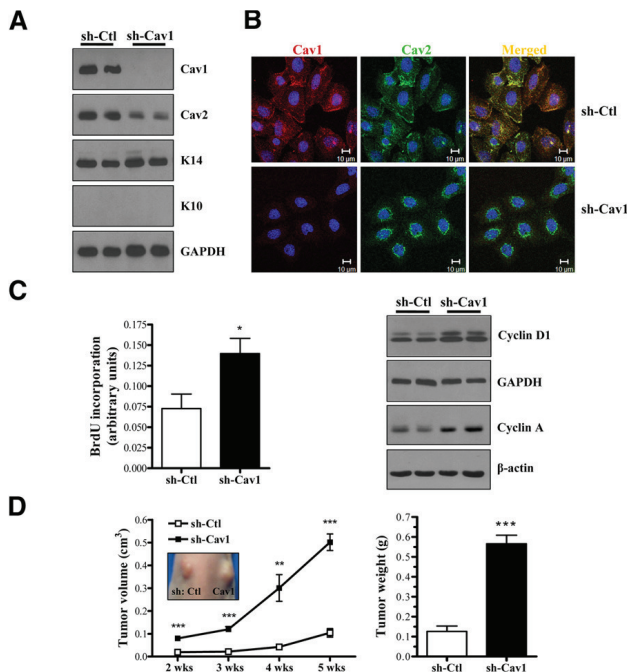 A
sh-Ctl sh-Cav1
Cav1
Cav2
K14
K10
GAPDH
B
Cav1 Cav2 Merged
10 µm 10 µm 10 µm
sh-Ctl
10 µm 10 µm 10 µm
sh-Cav1
C
BrdU incorporation
(arbitrary units)
0.175
0.150
0.125
0.100
0.075
0.050
0.025
0.000
*
sh-Ctl sh-Cav1
sh-Ctl sh-Cav1
Cyclin D1
GAPDH
Cyclin A
β-actin
D
Tumor volume (cm³)
0.6
0.5
0.4
0.3
0.2
0.1
0.0
sh-Ctl
sh-Cav1
sh: Ctl Cav1
***
***
**
***
2 wks 3 wks 4 wks 5 wks
Tumor weight (g)
0.7
0.6
0.5
0.4
0.3
0.2
0.1
0.0
***
sh-Ctl sh-Cav1